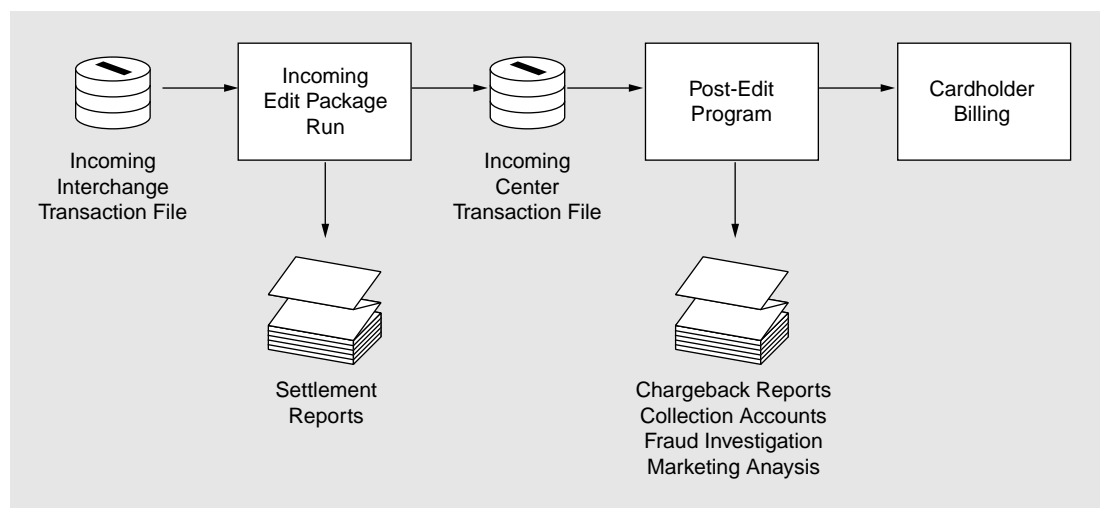 Incoming
Edit Package
Run
Post-Edit
Program
Cardholder
Billing
Incoming
Interchange
Transaction File
Incoming
Center
Transaction File
Settlement
Reports
Chargeback Reports
Collection Accounts
Fraud Investigation
Marketing Anaysis